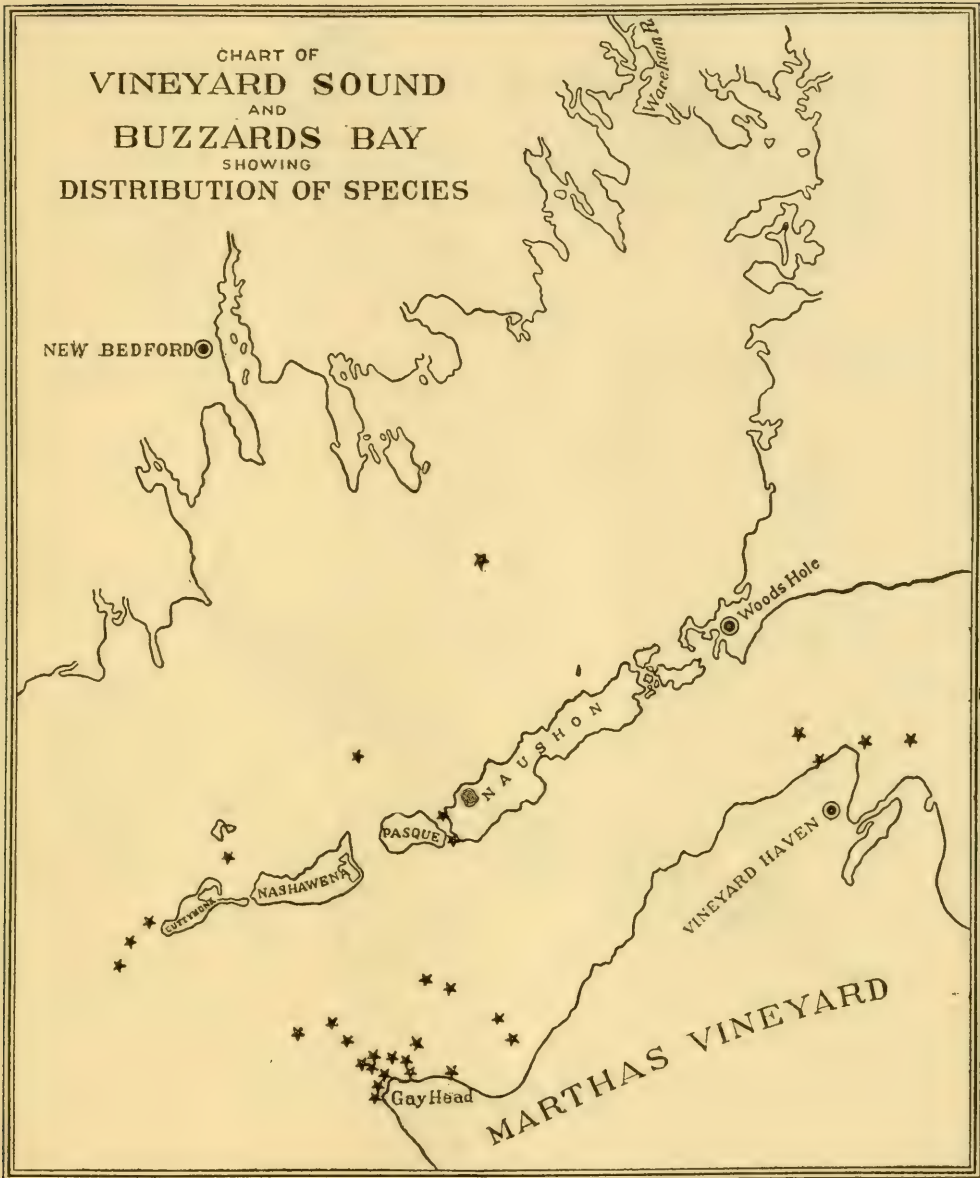 CHART OF
VINEYARD SOUND
AND
BUZZARDS BAY
SHOWING
DISTRIBUTION OF SPECIES
Wareham R.
NEW BEDFORD
Woods Hole
NAUSHON
PASQUE
NASHAWENA
CUTTYHUNK
VINEYARD HAVEN
MARTHAS VINEYARD
Gay Head